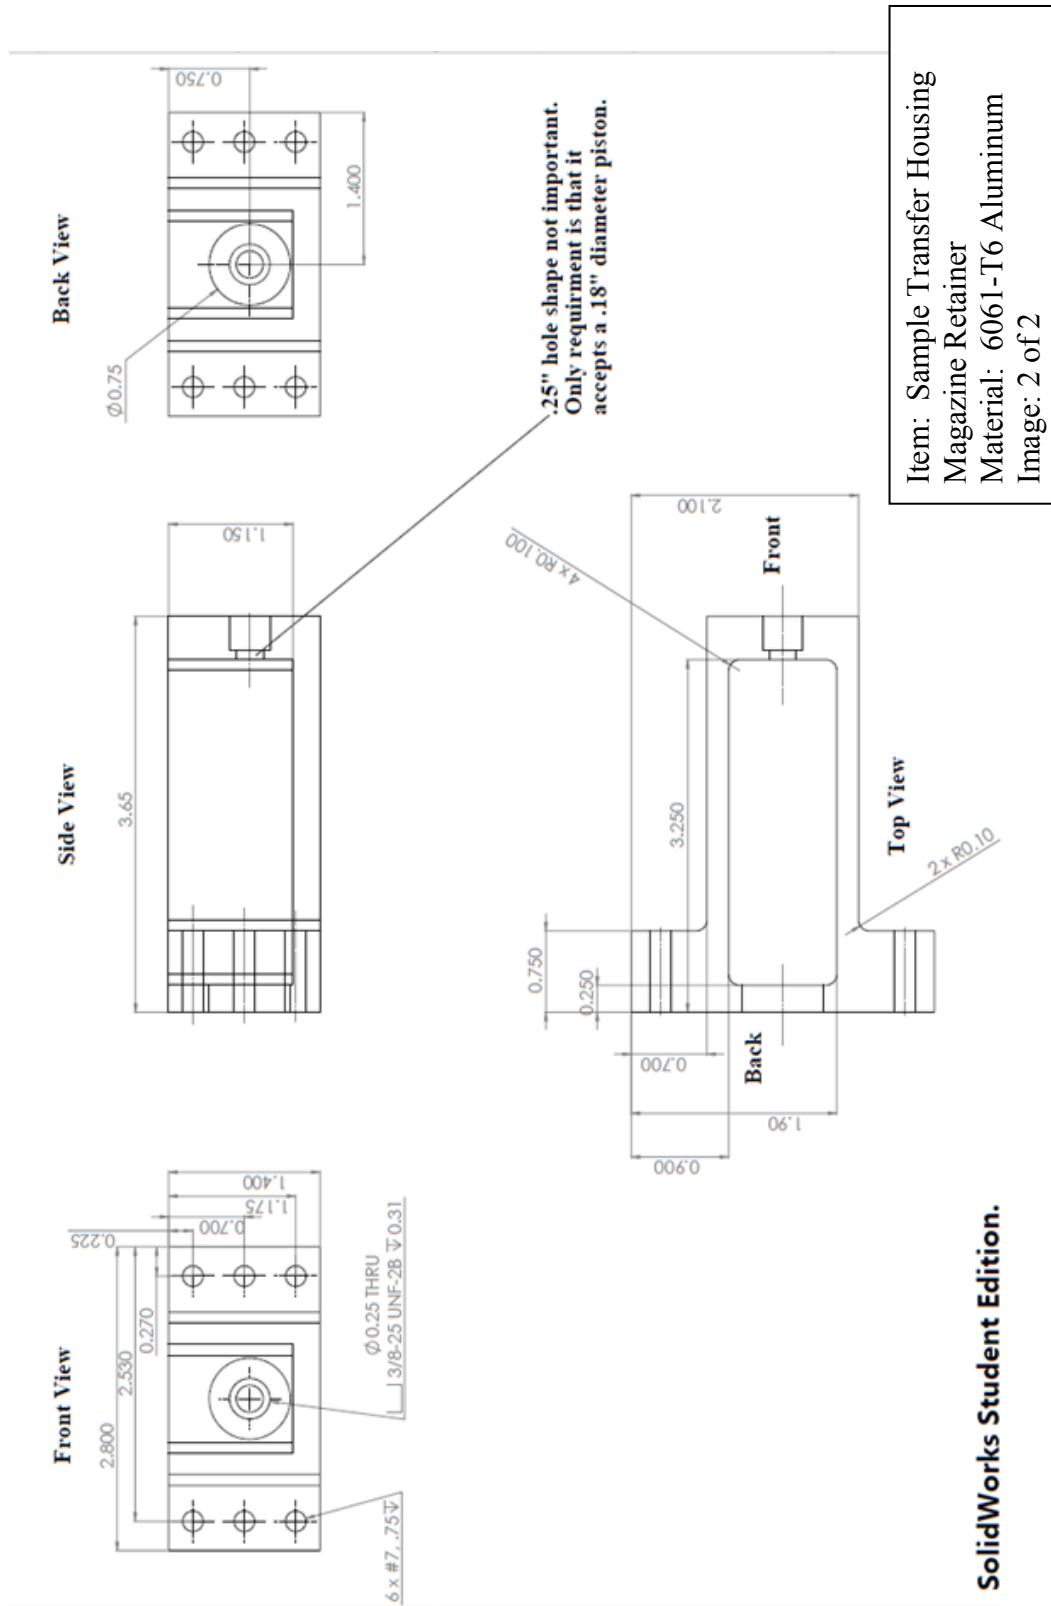 Front View
2.800
2.530
0.270
0.225
0.700
1.175
1.400
6 x #7, .75↧
Ø0.25 THRU
⌴ 3/8-25 UNF-2B ↧ 0.31
Side View
3.65
1.150
Back View
Ø0.75
0.750
1.400
.25" hole shape not important.
Only requirment is that it
accepts a .18" diameter piston.
0.900
1.90
0.700
Back
0.250
0.750
3.250
2 x R0.10
Top View
4 x R0.100
Front
2.100
SolidWorks Student Edition.
Item: Sample Transfer Housing
Magazine Retainer
Material: 6061-T6 Aluminum
Image: 2 of 2